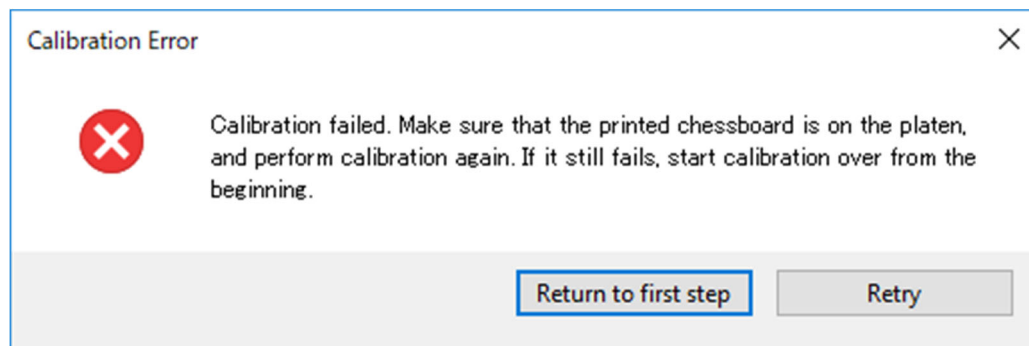 Calibration Error
Calibration failed. Make sure that the printed chessboard is on the platen,
and perform calibration again. If it still fails, start calibration over from the
beginning.
Return to first step
Retry